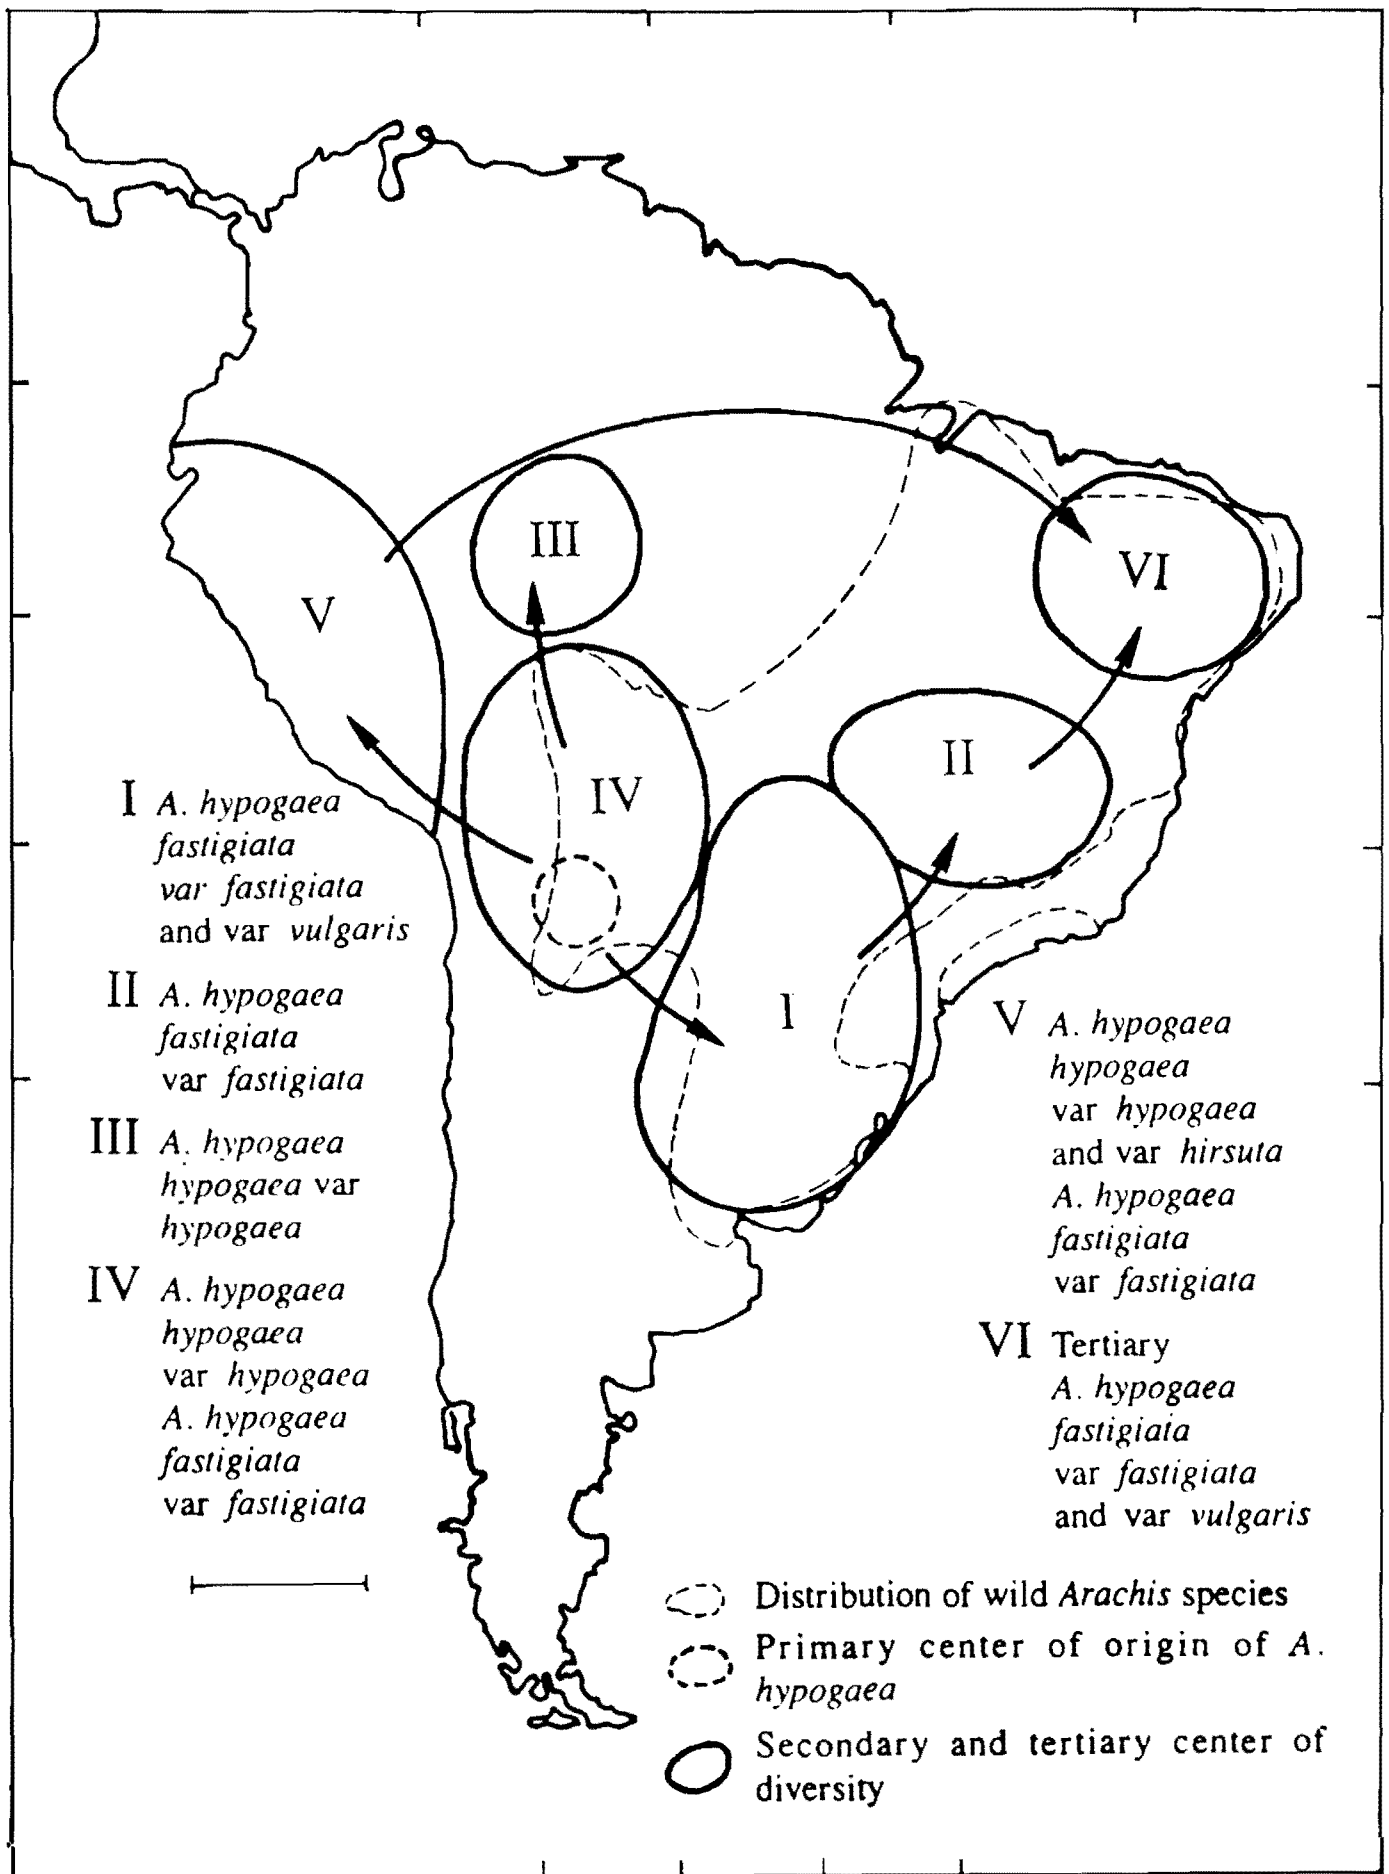 III
VI
V
II
IV
I
I A. hypogaea
fastigiata
var fastigiata
and var vulgaris
II A. hypogaea
fastigiata
var fastigiata
III A. hypogaea
hypogaea var
hypogaea
IV A. hypogaea
hypogaea
var hypogaea
A. hypogaea
fastigiata
var fastigiata
V A. hypogaea
hypogaea
var hypogaea
and var hirsuta
A. hypogaea
fastigiata
var fastigiata
VI Tertiary
A. hypogaea
fastigiata
var fastigiata
and var vulgaris
Distribution of wild Arachis species
Primary center of origin of A.
hypogaea
Secondary and tertiary center of
diversity